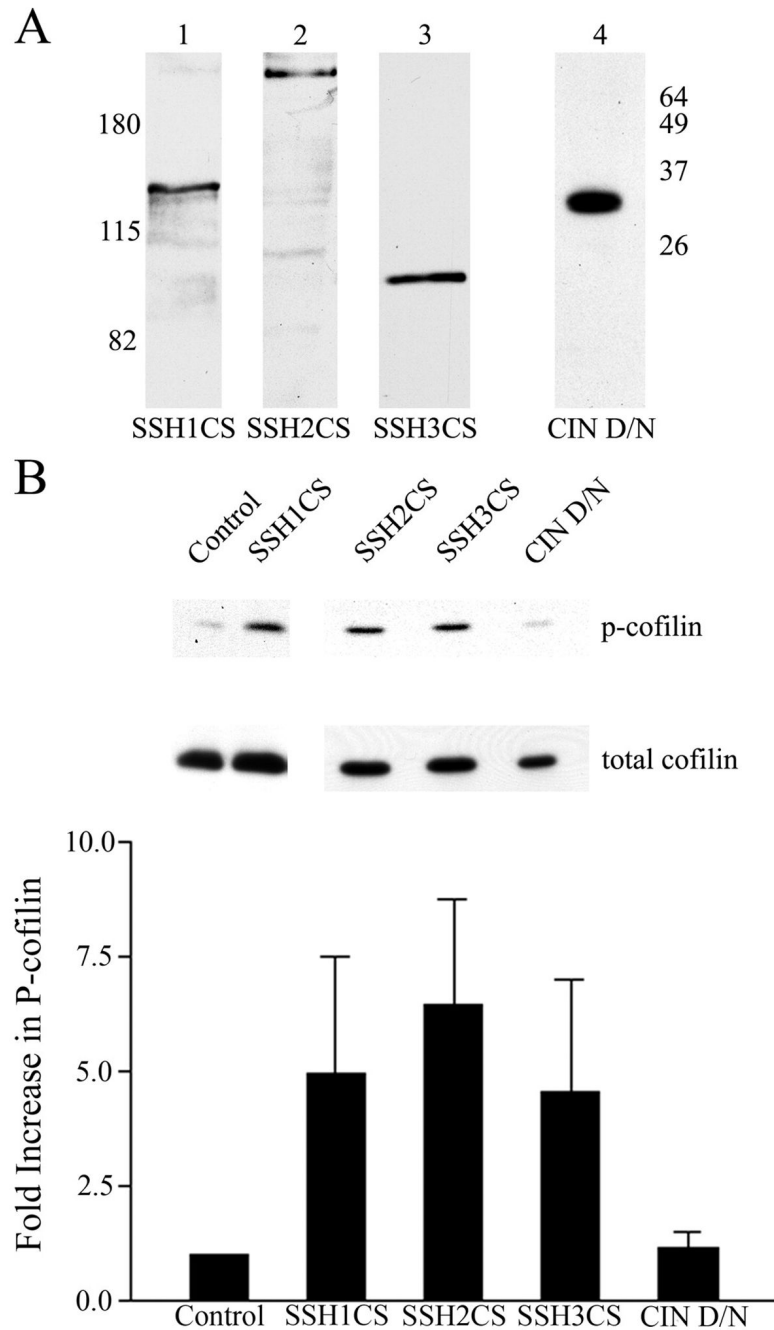 A
1 2 3 4
180
115
82
64
49
37
26
SSH1CS SSH2CS SSH3CS CIN D/N
B
Control SSH1CS SSH2CS SSH3CS CIN D/N
p-cofilin
total cofilin
Fold Increase in P-cofilin
10.0
7.5
5.0
2.5
0.0
Control SSH1CS SSH2CS SSH3CS CIN D/N